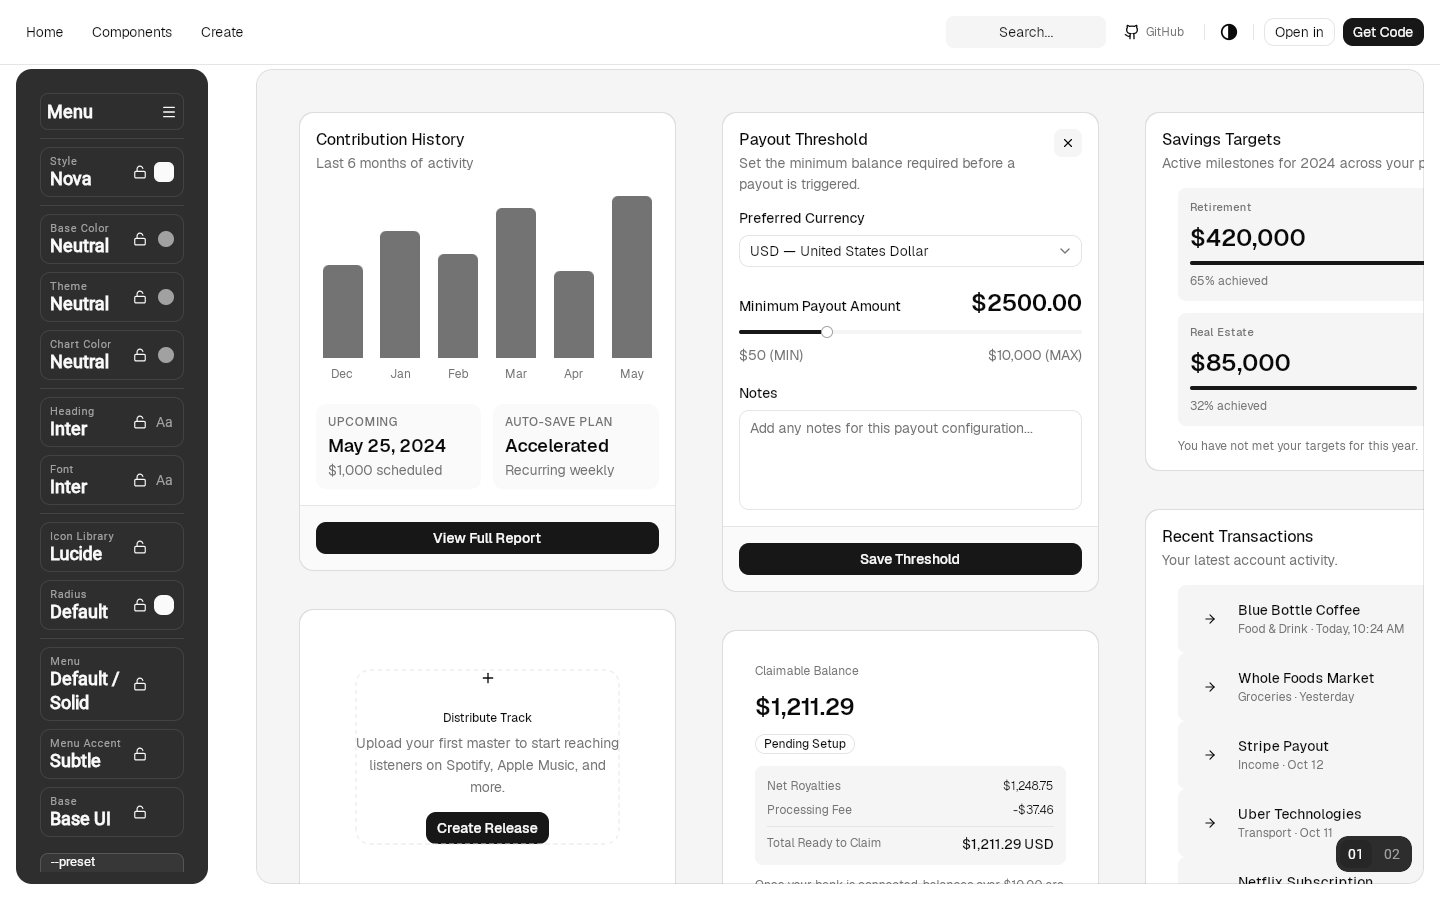 Home
Components
Create
Search...
GitHub
Open in
Get Code
Menu
Style
Nova
Base Color
Neutral
Theme
Neutral
Chart Color
Neutral
Heading
Inter
Aa
Font
Inter
Aa
Icon Library
Lucide
Radius
Default
Menu
Default /
Solid
Menu Accent
Subtle
Base
Base UI
--preset
Contribution History
Last 6 months of activity
Dec Jan Feb Mar Apr May
UPCOMING
May 25, 2024
$1,000 scheduled
AUTO-SAVE PLAN
Accelerated
Recurring weekly
View Full Report
Distribute Track
Upload your first master to start reaching
listeners on Spotify, Apple Music, and
more.
Create Release
Payout Threshold
Set the minimum balance required before a
payout is triggered.
Preferred Currency
USD — United States Dollar
Minimum Payout Amount
$2500.00
$50 (MIN)
$10,000 (MAX)
Notes
Add any notes for this payout configuration...
Save Threshold
Claimable Balance
$1,211.29
Pending Setup
Net Royalties
$1,248.75
Processing Fee
-$37.46
Total Ready to Claim
$1,211.29 USD
Once your bank is connected, balances over $10.00 are
Savings Targets
Active milestones for 2024 across your
Retirement
$420,000
65% achieved
Real Estate
$85,000
32% achieved
You have not met your targets for this year.
Recent Transactions
Your latest account activity.
Blue Bottle Coffee
Food & Drink · Today, 10:24 AM
Whole Foods Market
Groceries · Yesterday
Stripe Payout
Income · Oct 12
Uber Technologies
Transport · Oct 11
Netflix Subscription
01 02